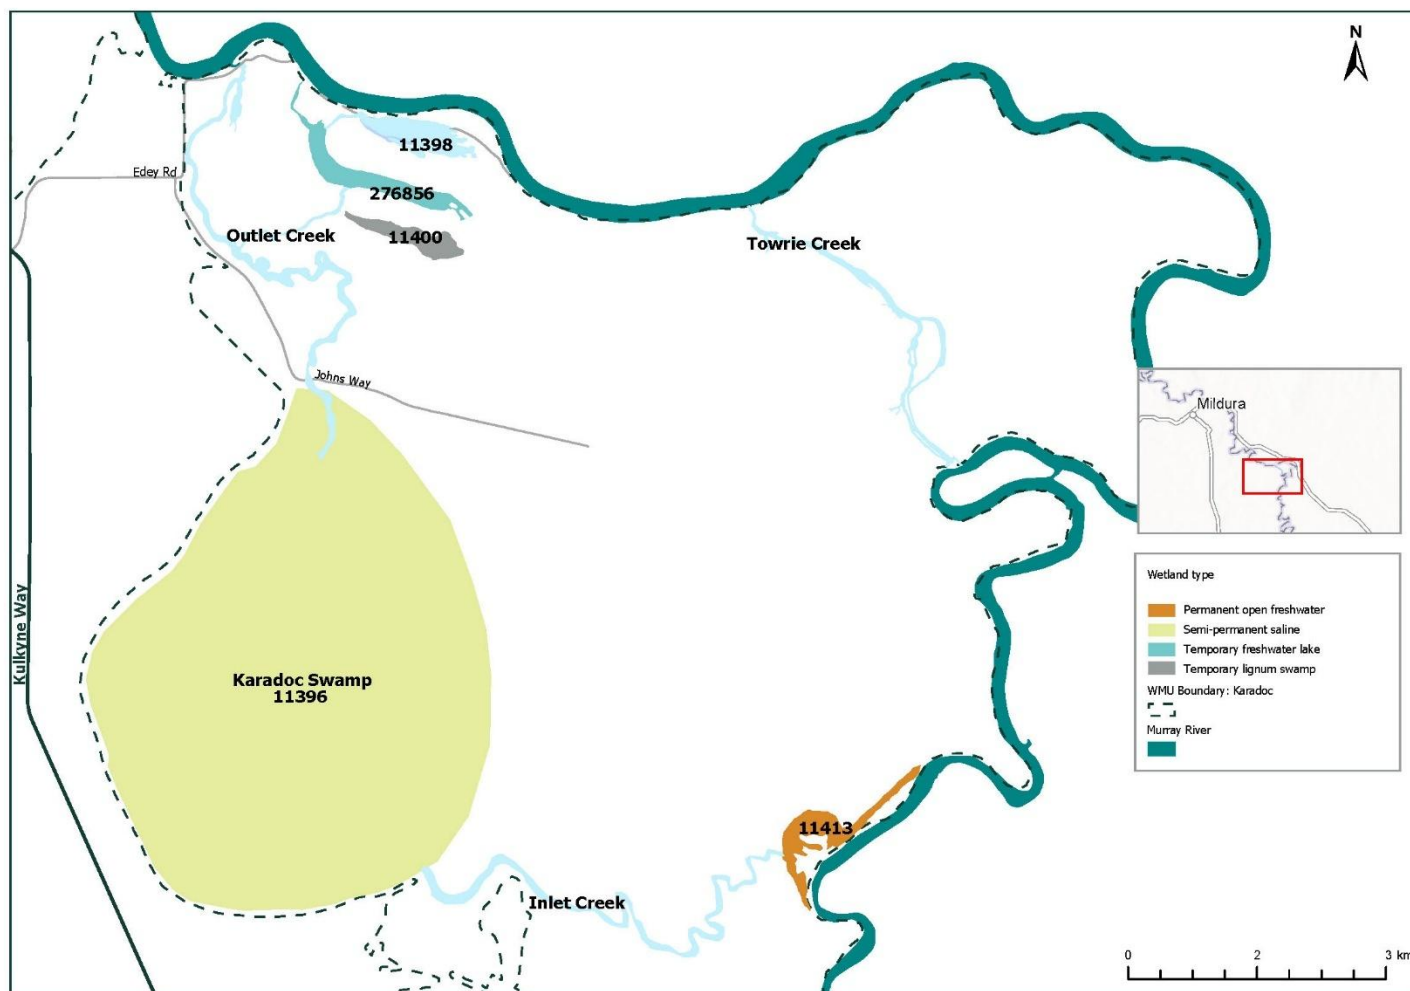 N
11398
Edey Rd
276856
Outlet Creek
11400
Towrie Creek
Johns Way
Mildura
Kulkyne Way
Karadoc Swamp
11396
11413
Inlet Creek
Wetland type
Permanent open freshwater
Semi-permanent saline
Temporary freshwater lake
Temporary lignum swamp
WMU Boundary: Karadoc
Murray River
0 2 3 km